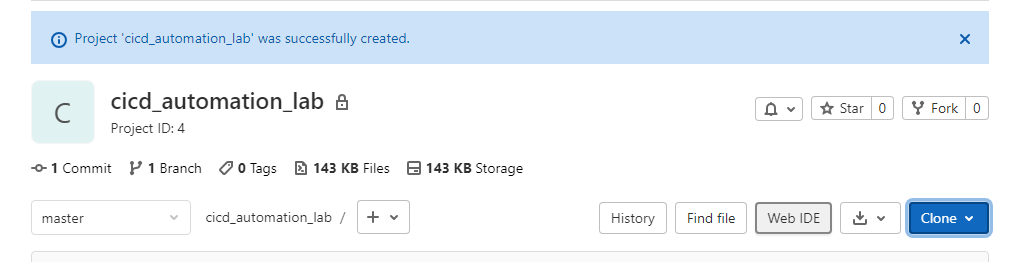 Project 'cicd_automation_lab' was successfully created.
C
cicd_automation_lab
Project ID: 4
Star 0
Fork 0
1 Commit 1 Branch 0 Tags 143 KB Files 143 KB Storage
master
cicd_automation_lab /
History Find file Web IDE Clone